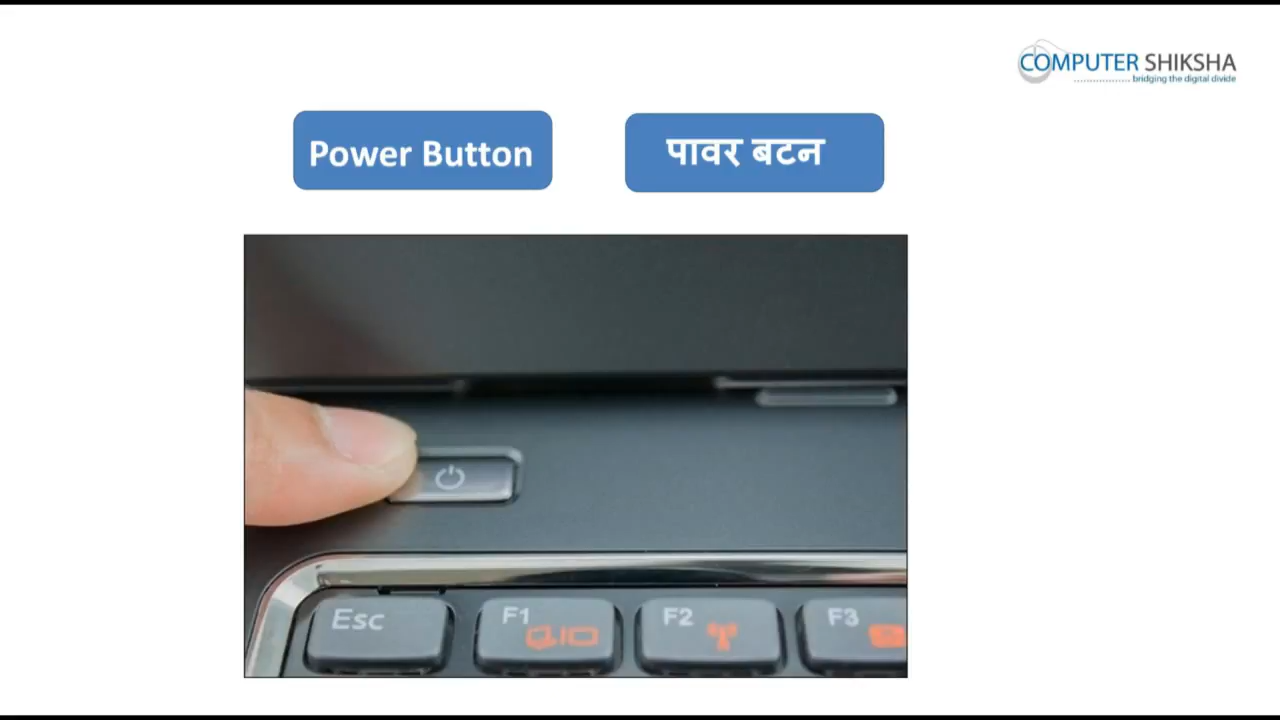 COMPUTER SHIKSHA
bridging the digital divide
Power Button
पावर बटन
Esc
F1
F2
F3